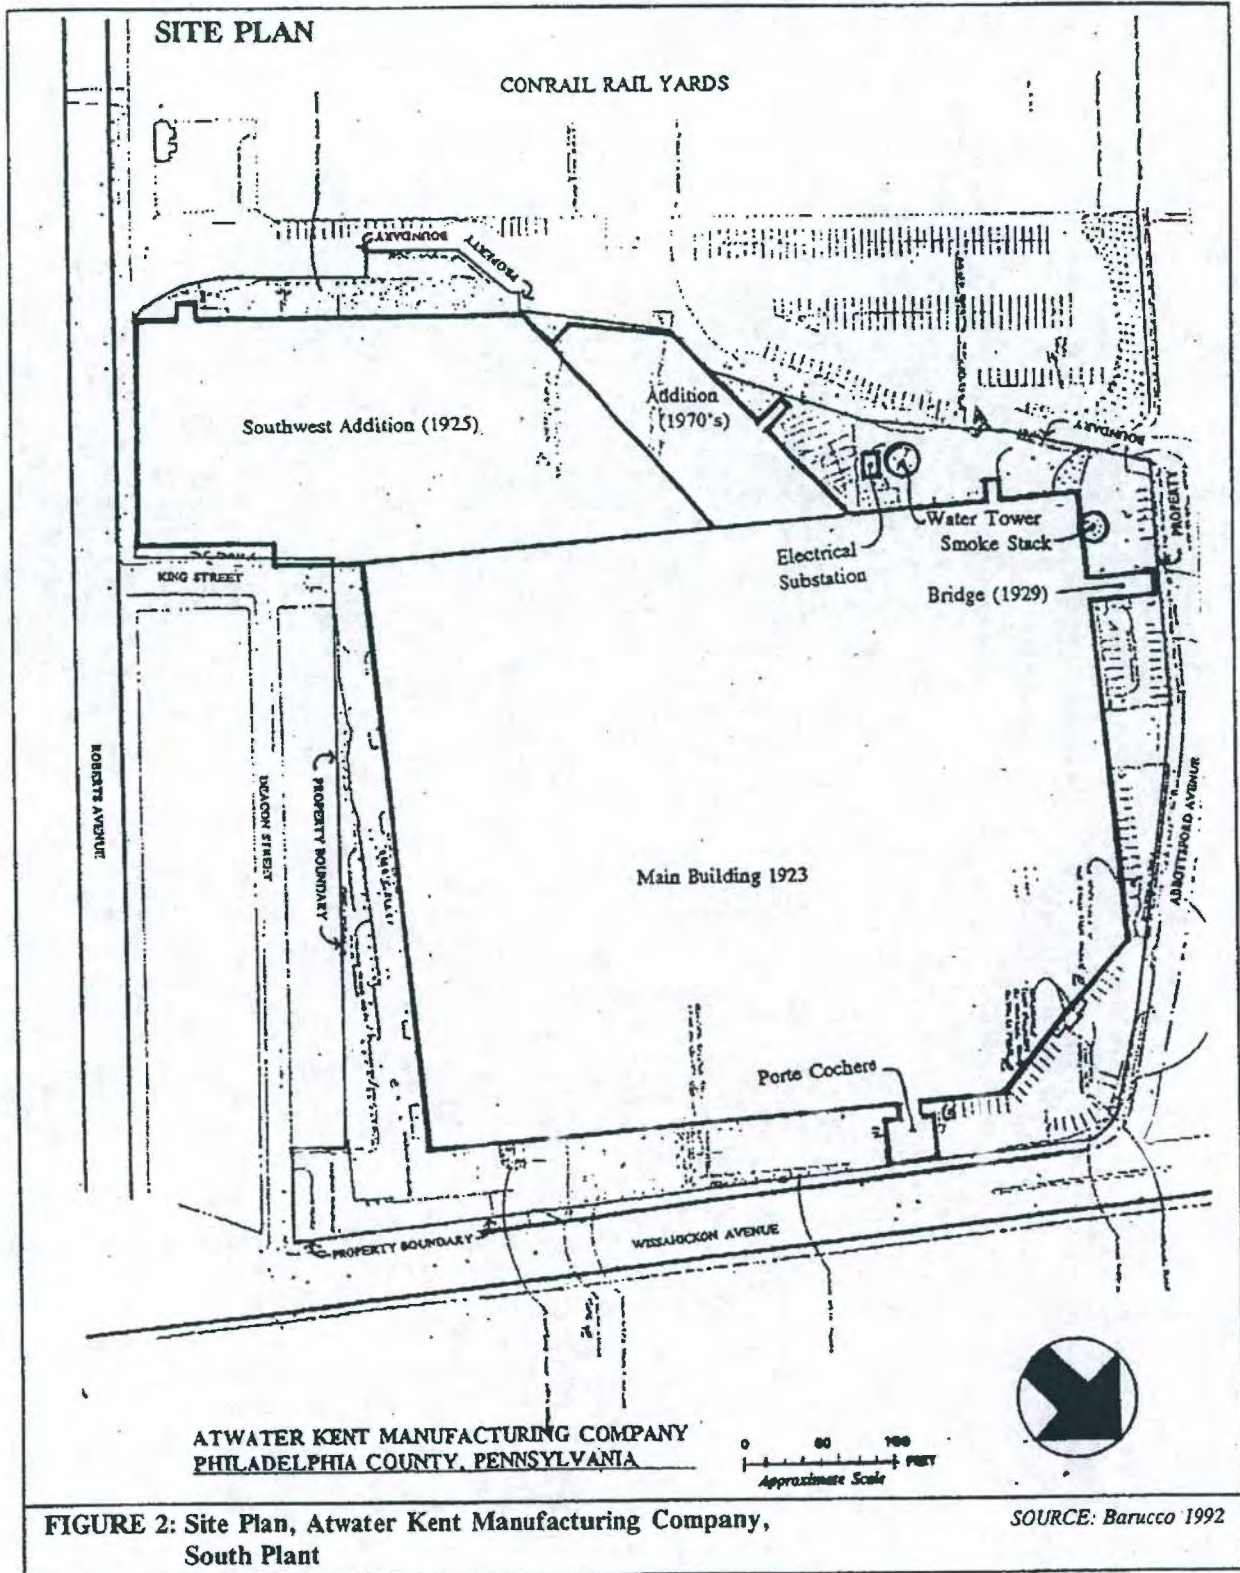 SITE PLAN
CONRAIL RAIL YARDS
BOUNDARY
PROPERTY
Southwest Addition (1925)
Addition
(1970's)
BOUNDARY
PROPERTY
Water Tower
Smoke Stack
Electrical
Substation
Bridge (1929)
KING STREET
ROBERTS AVENUE
DEACON STREET
PROPERTY BOUNDARY
ABBOTTSFORD AVENUE
Main Building 1923
Porte Cochere
PROPERTY BOUNDARY
WISSAHICKON AVENUE
ATWATER KENT MANUFACTURING COMPANY
PHILADELPHIA COUNTY, PENNSYLVANIA
0 50 100 FEET
Approximate Scale
FIGURE 2: Site Plan, Atwater Kent Manufacturing Company,
South Plant
SOURCE: Barucco 1992